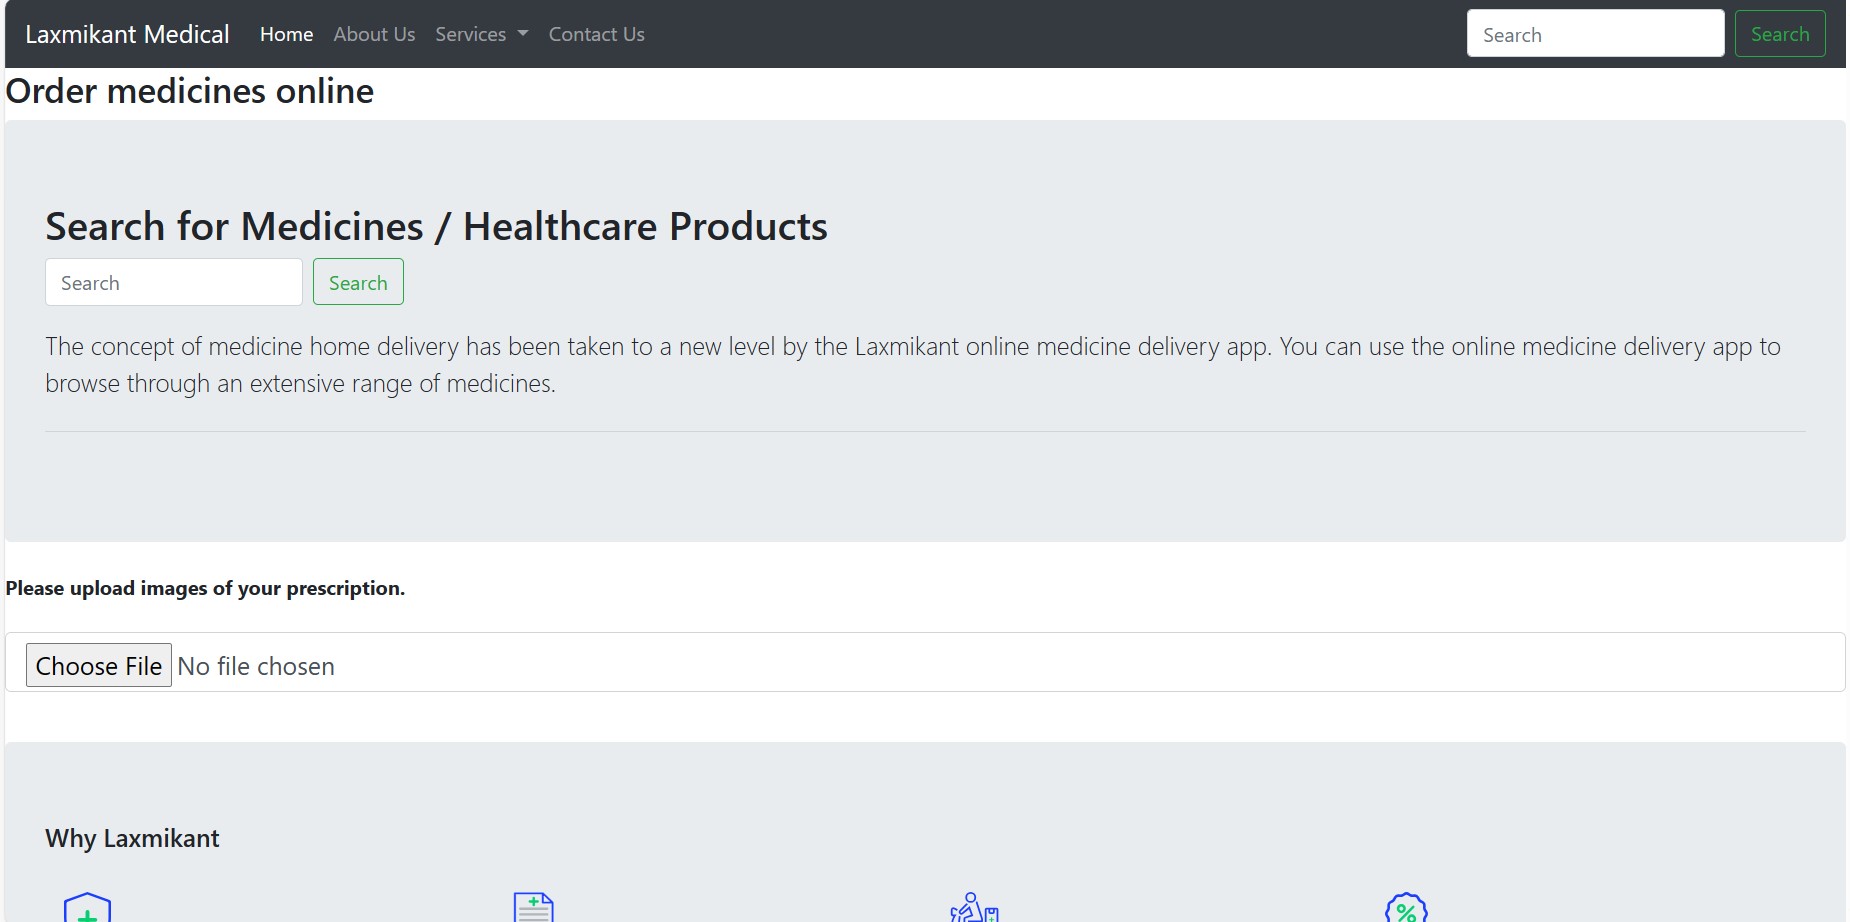 Laxmikant Medical Home About Us Services Contact Us Search Search
Order medicines online
Search for Medicines / Healthcare Products
Search Search
The concept of medicine home delivery has been taken to a new level by the Laxmikant online medicine delivery app. You can use the online medicine delivery app to
browse through an extensive range of medicines.
Please upload images of your prescription.
Choose File No file chosen
Why Laxmikant
%